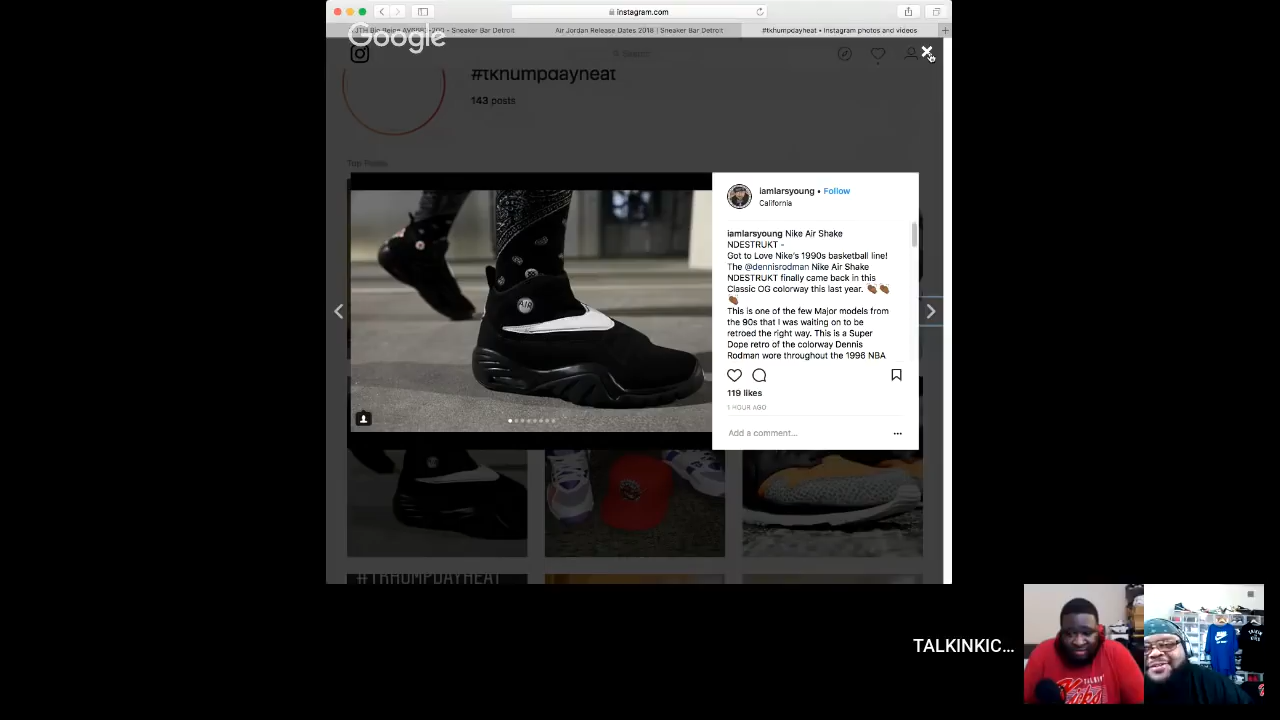 instagram.com
Sneaker Bar Detroit
Air Jordan Release Dates 2018 | Sneaker Bar Detroit
#tkhumpdayheat • Instagram photos and videos
Google
Search
#tkhumpdayheat
143 posts
Top Posts
iamlarsyoung • Follow
California
iamlarsyoung Nike Air Shake
NDESTRUKT -
Got to Love Nike's 1990s basketball line!
The @dennisrodman Nike Air Shake
NDESTRUKT finally came back in this
Classic OG colorway this last year.
This is one of the few Major models from
the 90s that I was waiting on to be
retroed the right way. This is a Super
Dope retro of the colorway Dennis
Rodman wore throughout the 1996 NBA
119 likes
1 HOUR AGO
Add a comment...
AIR
#TKHUMPDAYHEAT
TALKINKIC...